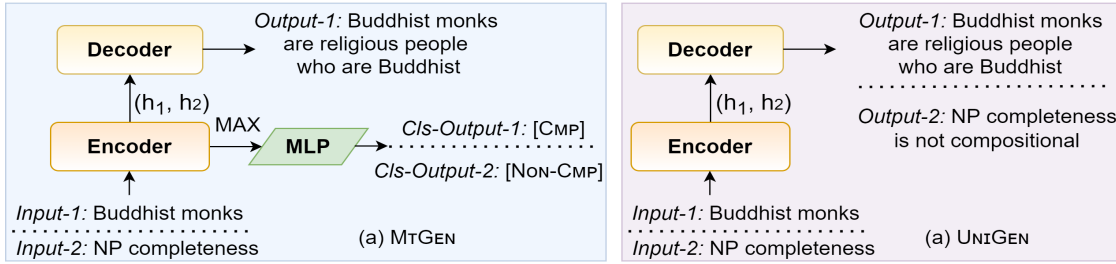 Output-1: Buddhist monks
are religious people
who are Buddhist
Decoder
(h1, h2)
MAX
Encoder
MLP
Cls-Output-1: [CMP]
Cls-Output-2: [NON-CMP]
Input-1: Buddhist monks
Input-2: NP completeness
(a) MTGEN
Output-1: Buddhist monks
are religious people
who are Buddhist
Decoder
(h1, h2)
Output-2: NP completeness
is not compositional
Encoder
Input-1: Buddhist monks
Input-2: NP completeness
(a) UNIGEN